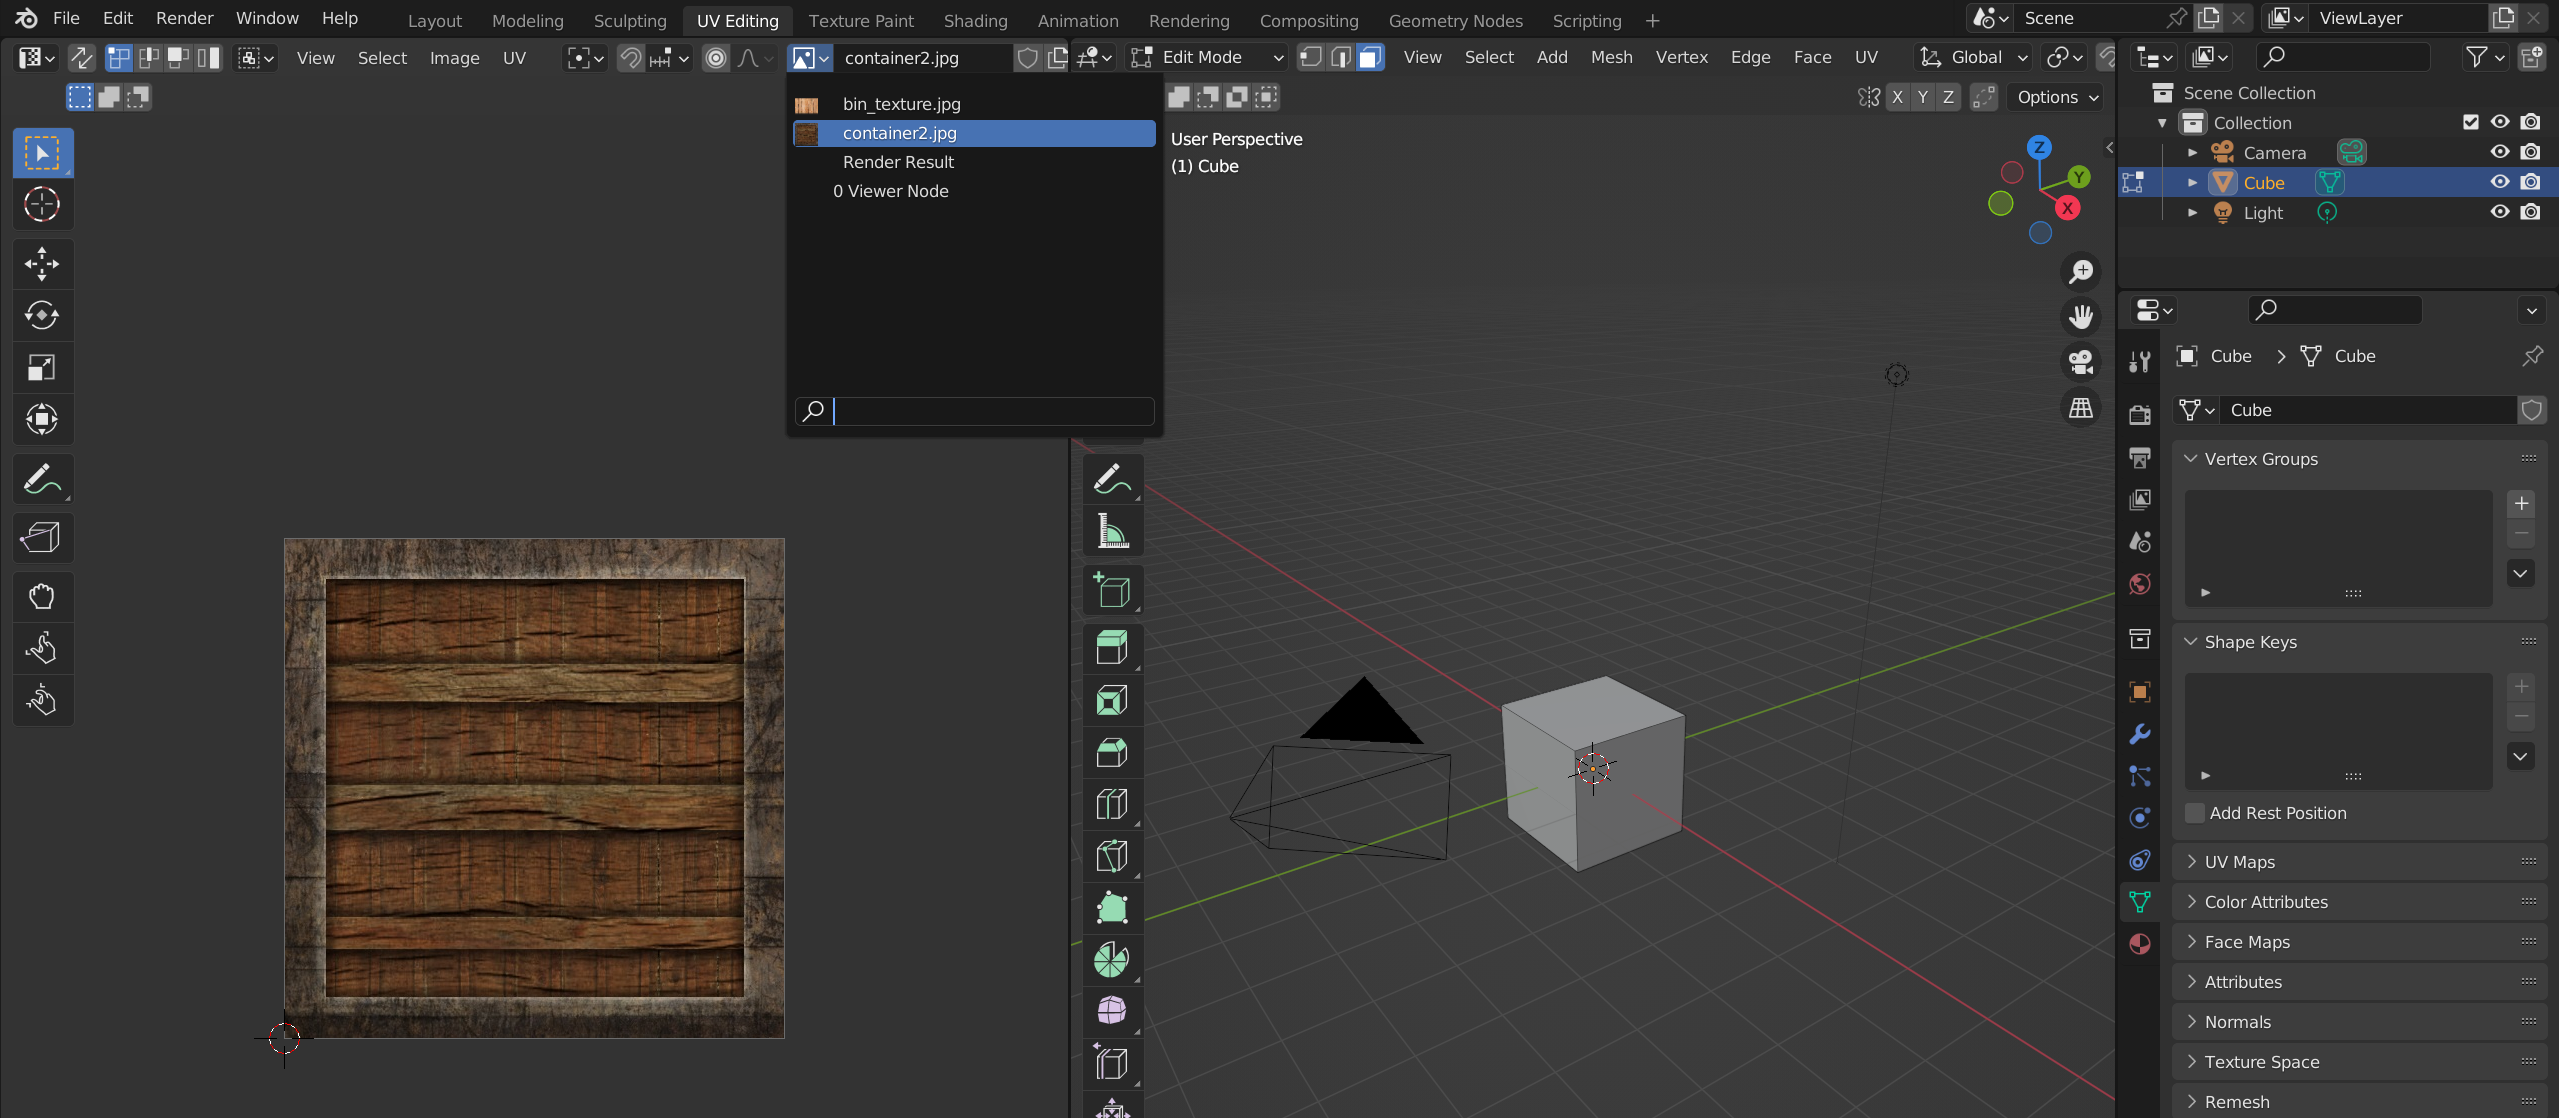 File Edit Render Window Help Layout Modeling Sculpting UV Editing Texture Paint Shading Animation Rendering Compositing Geometry Nodes Scripting + Scene ViewLayer
View Select Image UV container2.jpg Edit Mode View Select Add Mesh Vertex Edge Face UV Global
X Y Z Options
bin_texture.jpg
container2.jpg
Render Result
0 Viewer Node
User Perspective
(1) Cube
Z
Y
X
Scene Collection
Collection
Camera
Cube
Light
Cube > Cube
Cube
Vertex Groups
Shape Keys
Add Rest Position
UV Maps
Color Attributes
Face Maps
Attributes
Normals
Texture Space
Remesh